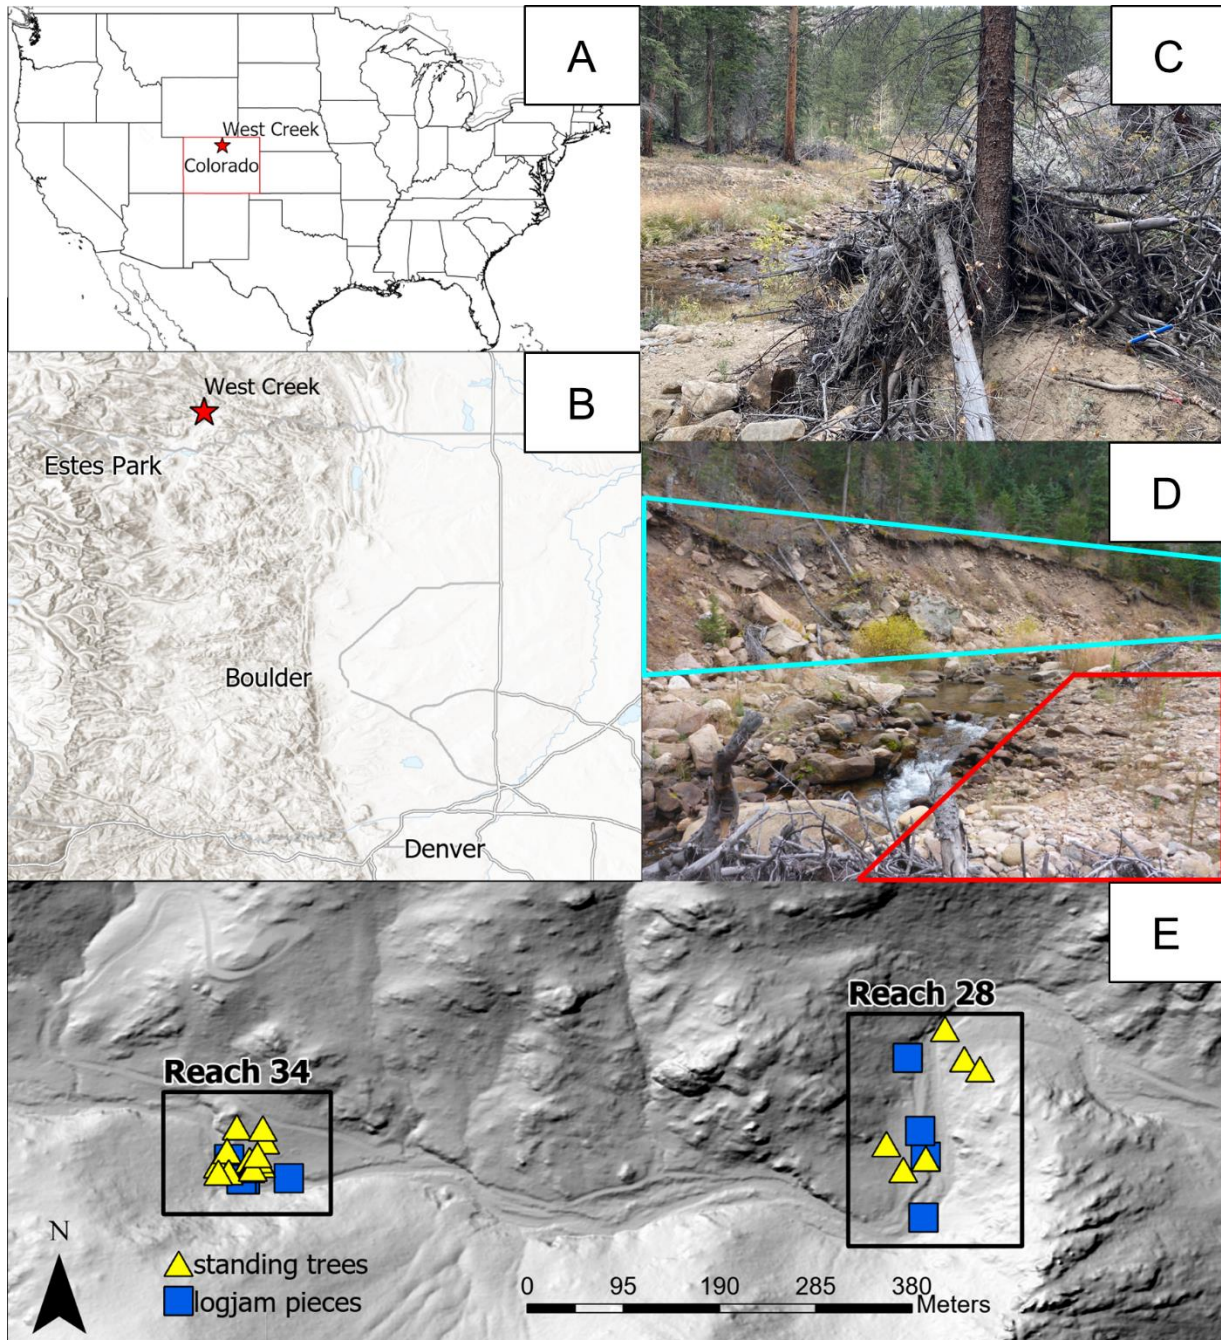 A
West Creek
Colorado
B
West Creek
Estes Park
Boulder
Denver
C
D
E
Reach 28
Reach 34
N
standing trees
logjam pieces
0 95 190 285 380
Meters